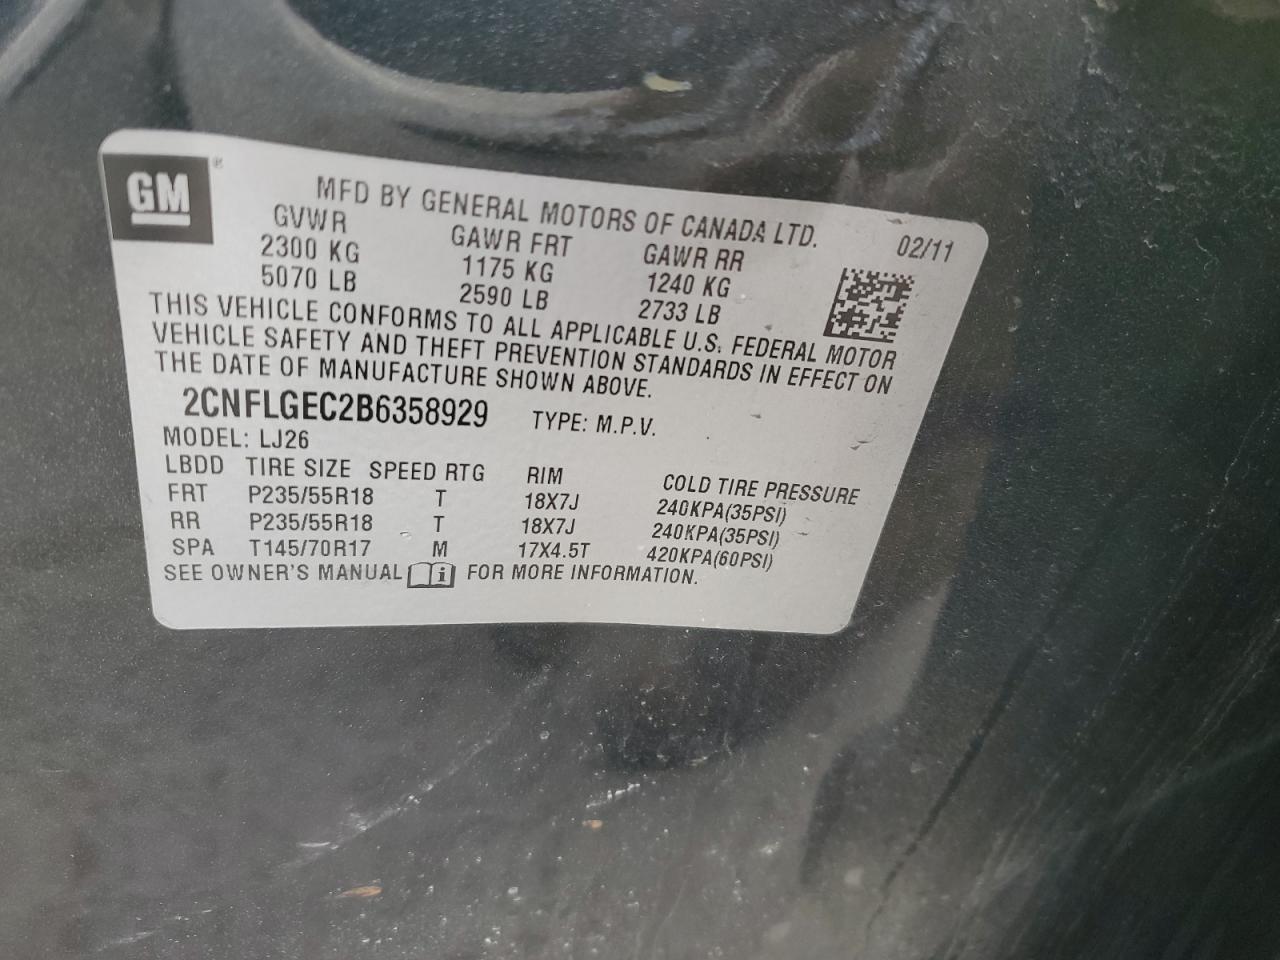 GM®
MFD BY GENERAL MOTORS OF CANADA LTD.
GVWR GAWR FRT GAWR RR 02/11
2300 KG 1175 KG 1240 KG
5070 LB 2590 LB 2733 LB
THIS VEHICLE CONFORMS TO ALL APPLICABLE U.S. FEDERAL MOTOR
VEHICLE SAFETY AND THEFT PREVENTION STANDARDS IN EFFECT ON
THE DATE OF MANUFACTURE SHOWN ABOVE.
2CNFLGEC2B6358929 TYPE: M.P.V.
MODEL: LJ26
LBDD TIRE SIZE SPEED RTG RIM COLD TIRE PRESSURE
FRT P235/55R18 T 18X7J 240KPA(35PSI)
RR P235/55R18 T 18X7J 240KPA(35PSI)
SPA T145/70R17 M 17X4.5T 420KPA(60PSI)
SEE OWNER'S MANUAL i FOR MORE INFORMATION.